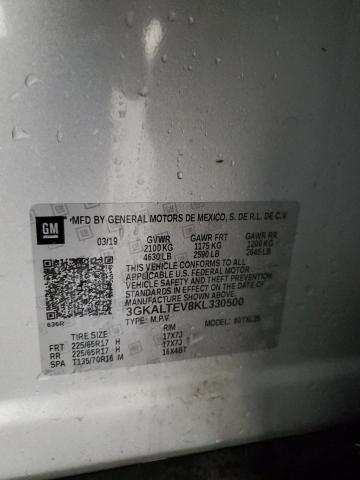 GM
MFD BY GENERAL MOTORS DE MEXICO, S. DE R.L. DE C.V.
03/19 GVWR GAWR FRT GAWR RR
2100 KG 1175 KG 1200 KG
4630 LB 2590 LB 2645 LB
THIS VEHICLE CONFORMS TO ALL
APPLICABLE U.S. FEDERAL MOTOR
VEHICLE SAFETY STANDARDS IN
EFFECT ON THE DATE OF
MANUFACTURE SHOWN ABOVE.
3GKALTEV8KL330500
636R
TYPE: M.P.V. MODEL:
TIRE SIZE RIM
FRT 225/65R17 H 17X7J
RR 225/65R17 H 17X7J
SPA T135/70R16 M 16X4BT